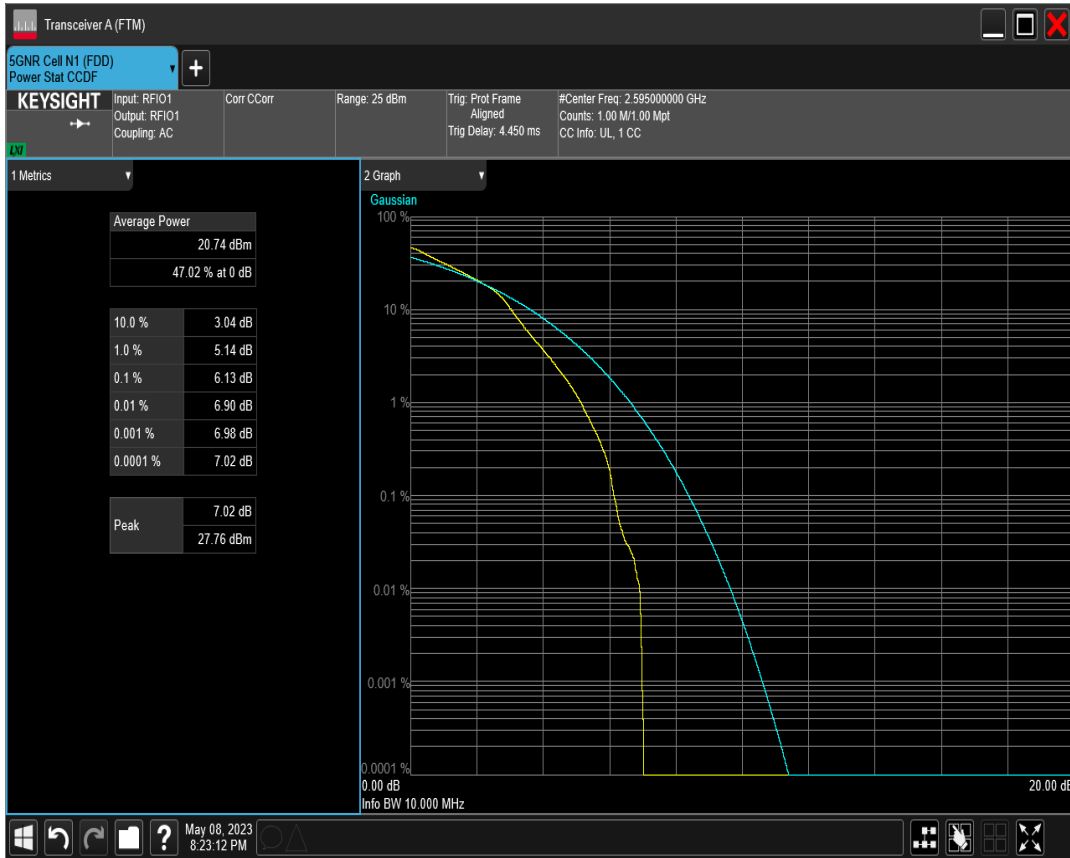 Transceiver A (FTM)
5GNR Cell N1 (FDD)
Power Stat CCDF
KEYSIGHT
LXI
Input: RFIO1
Output: RFIO1
Coupling: AC
Corr CCorr
Range: 25 dBm
Trig: Prot Frame
Aligned
Trig Delay: 4.450 ms
#Center Freq: 2.595000000 GHz
Counts: 1.00 M/1.00 Mpt
CC Info: UL, 1 CC
1 Metrics
Average Power
20.74 dBm
47.02 % at 0 dB
10.0 % 3.04 dB
1.0 % 5.14 dB
0.1 % 6.13 dB
0.01 % 6.90 dB
0.001 % 6.98 dB
0.0001 % 7.02 dB
Peak
7.02 dB
27.76 dBm
2 Graph
Gaussian
100 %
10 %
1 %
0.1 %
0.01 %
0.001 %
0.0001 %
0.00 dB 20.00 dB
Info BW 10.000 MHz
May 08, 2023
8:23:12 PM